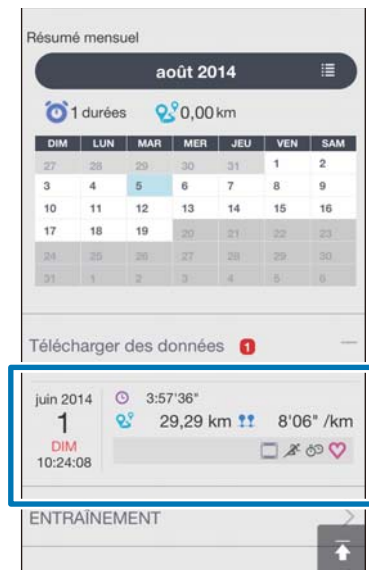 Résumé mensuel
août 2014
1 durées 0,00 km
DIM LUN MAR MER JEU VEN SAM
27 28 29 30 31 1 2
3 4 5 6 7 8 9
10 11 12 13 14 15 16
17 18 19 20 21 22 23
24 25 26 27 28 29 30
31 1 2 3 4 5 6
Télécharger des données 1
juin 2014 3:57'36"
1 29,29 km 8'06" /km
DIM
10:24:08
ENTRAÎNEMENT